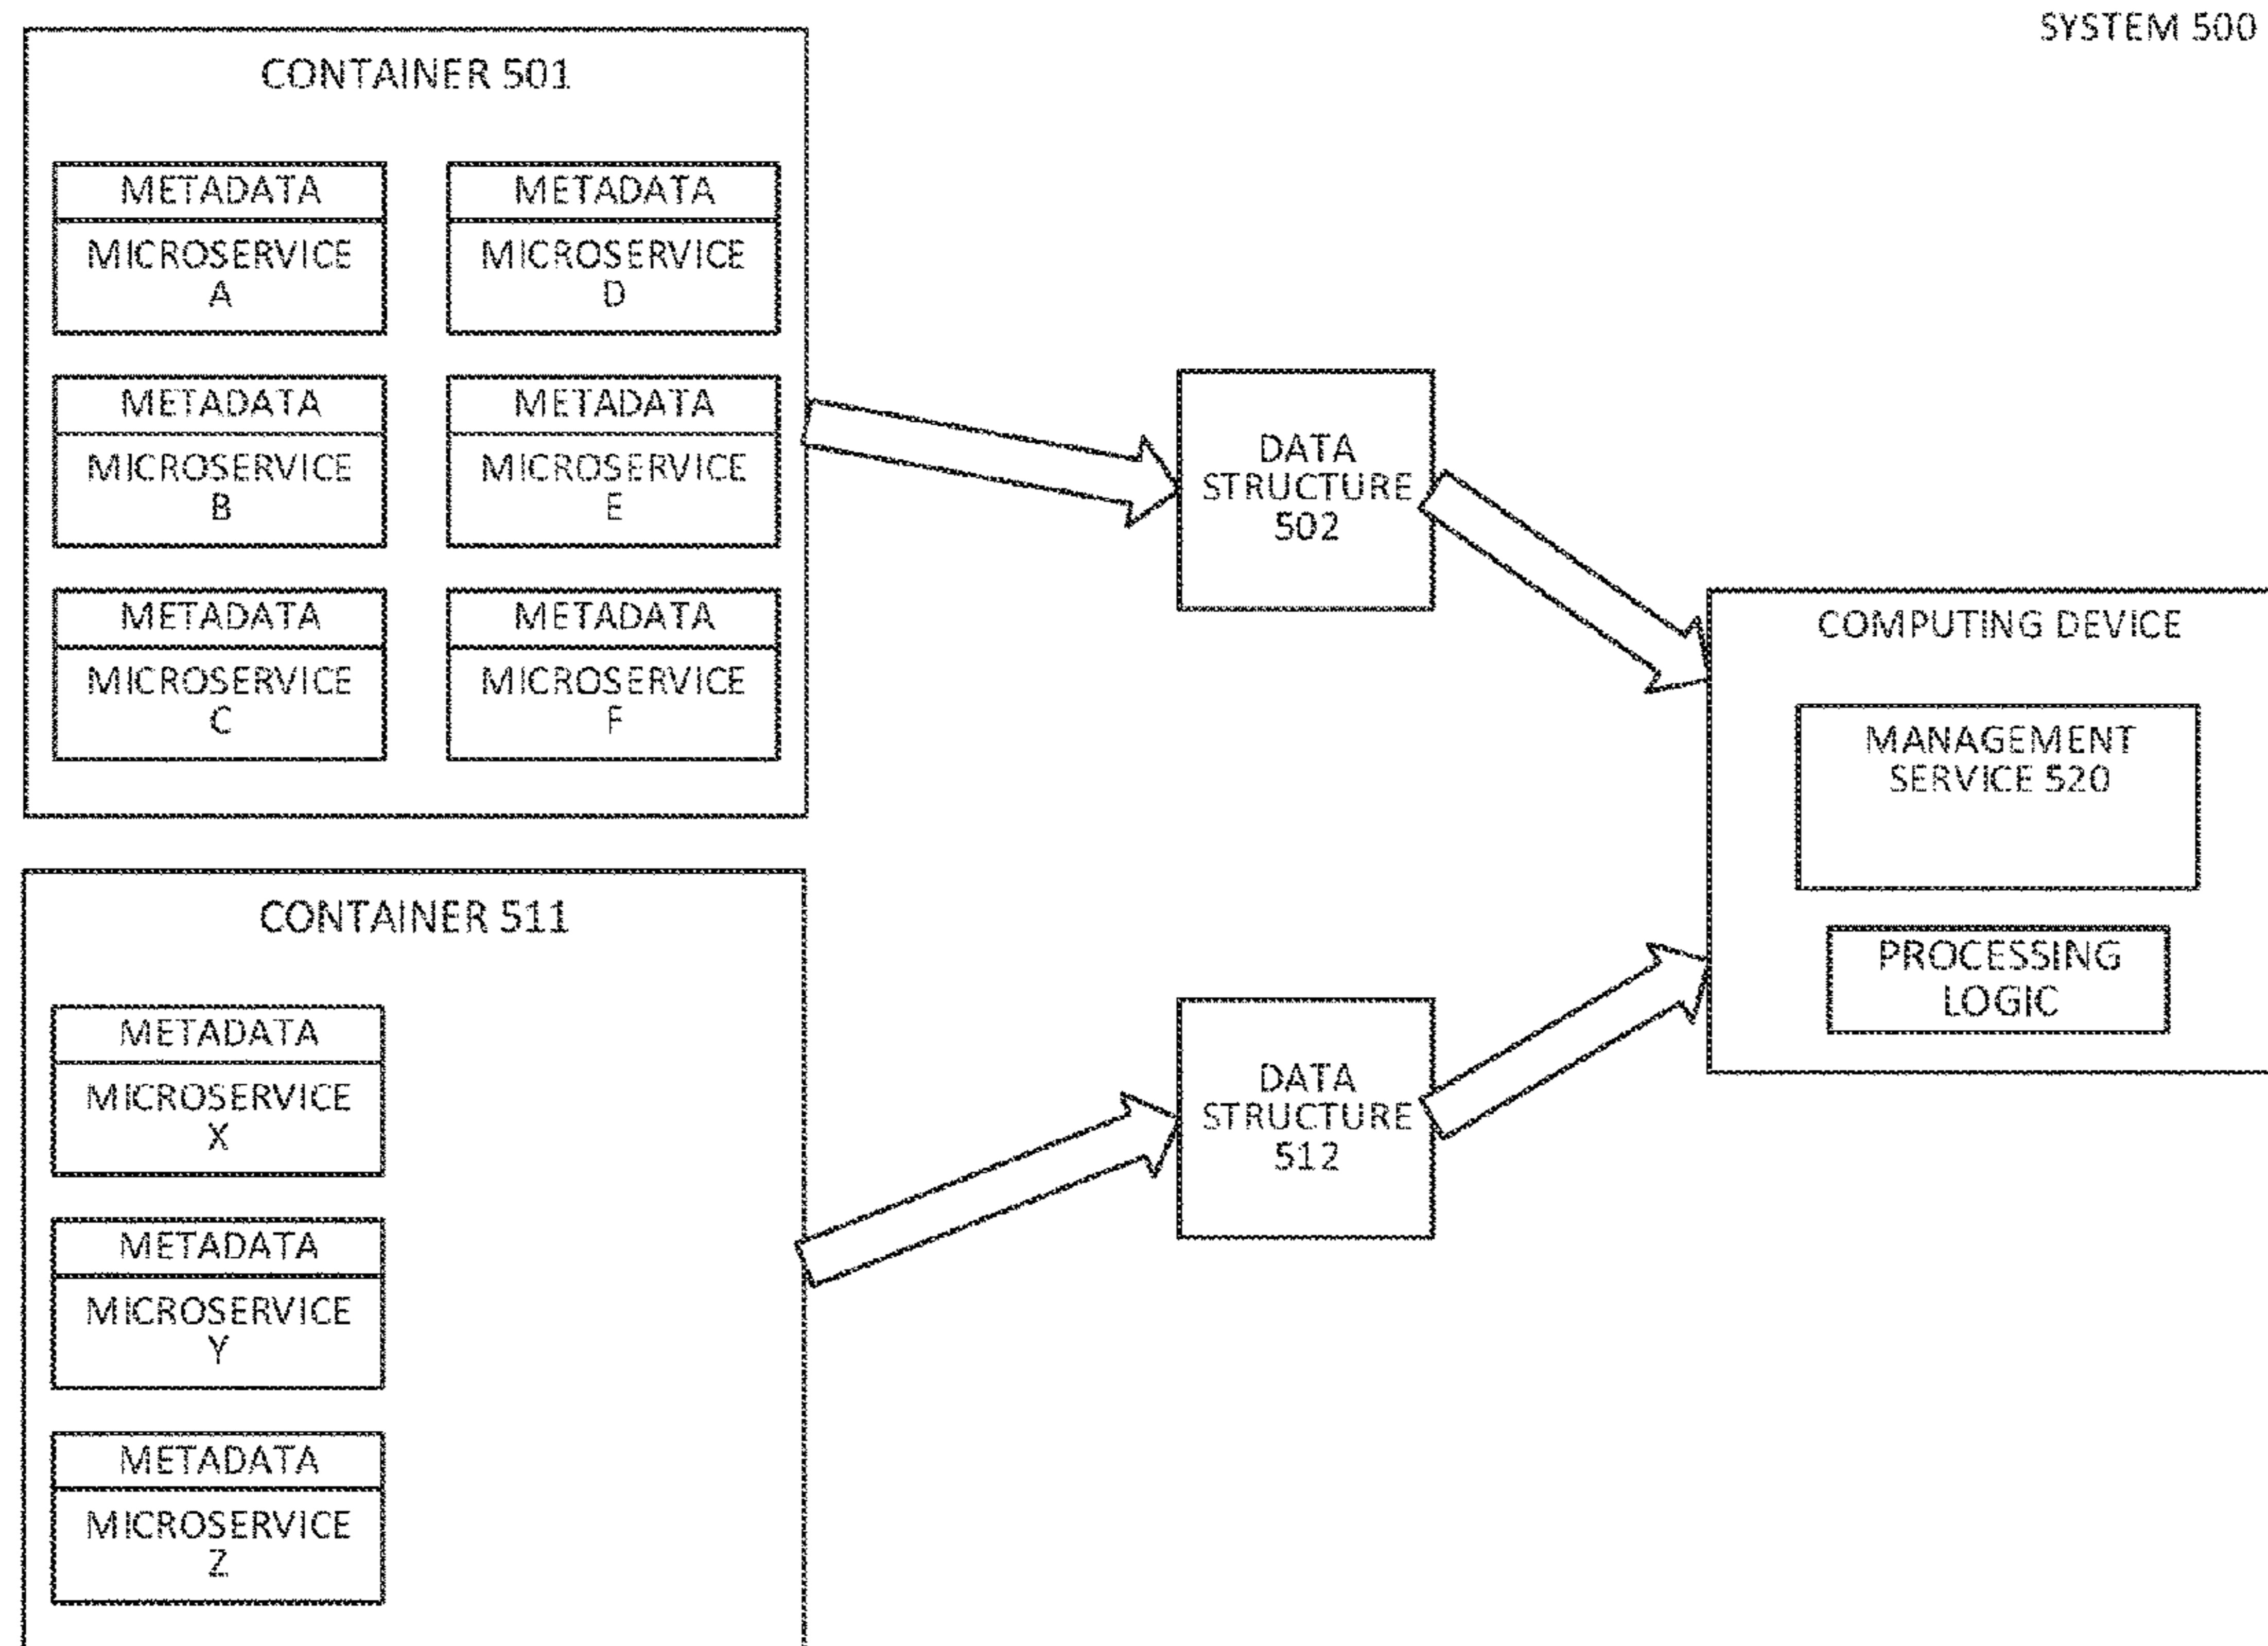 SYSTEM 500
CONTAINER 501
METADATA
MICROSERVICE
A
METADATA
MICROSERVICE
D
METADATA
MICROSERVICE
B
METADATA
MICROSERVICE
E
METADATA
MICROSERVICE
C
METADATA
MICROSERVICE
F
DATA
STRUCTURE
502
COMPUTING DEVICE
MANAGEMENT
SERVICE 520
PROCESSING
LOGIC
CONTAINER 511
METADATA
MICROSERVICE
X
METADATA
MICROSERVICE
Y
METADATA
MICROSERVICE
Z
DATA
STRUCTURE
512